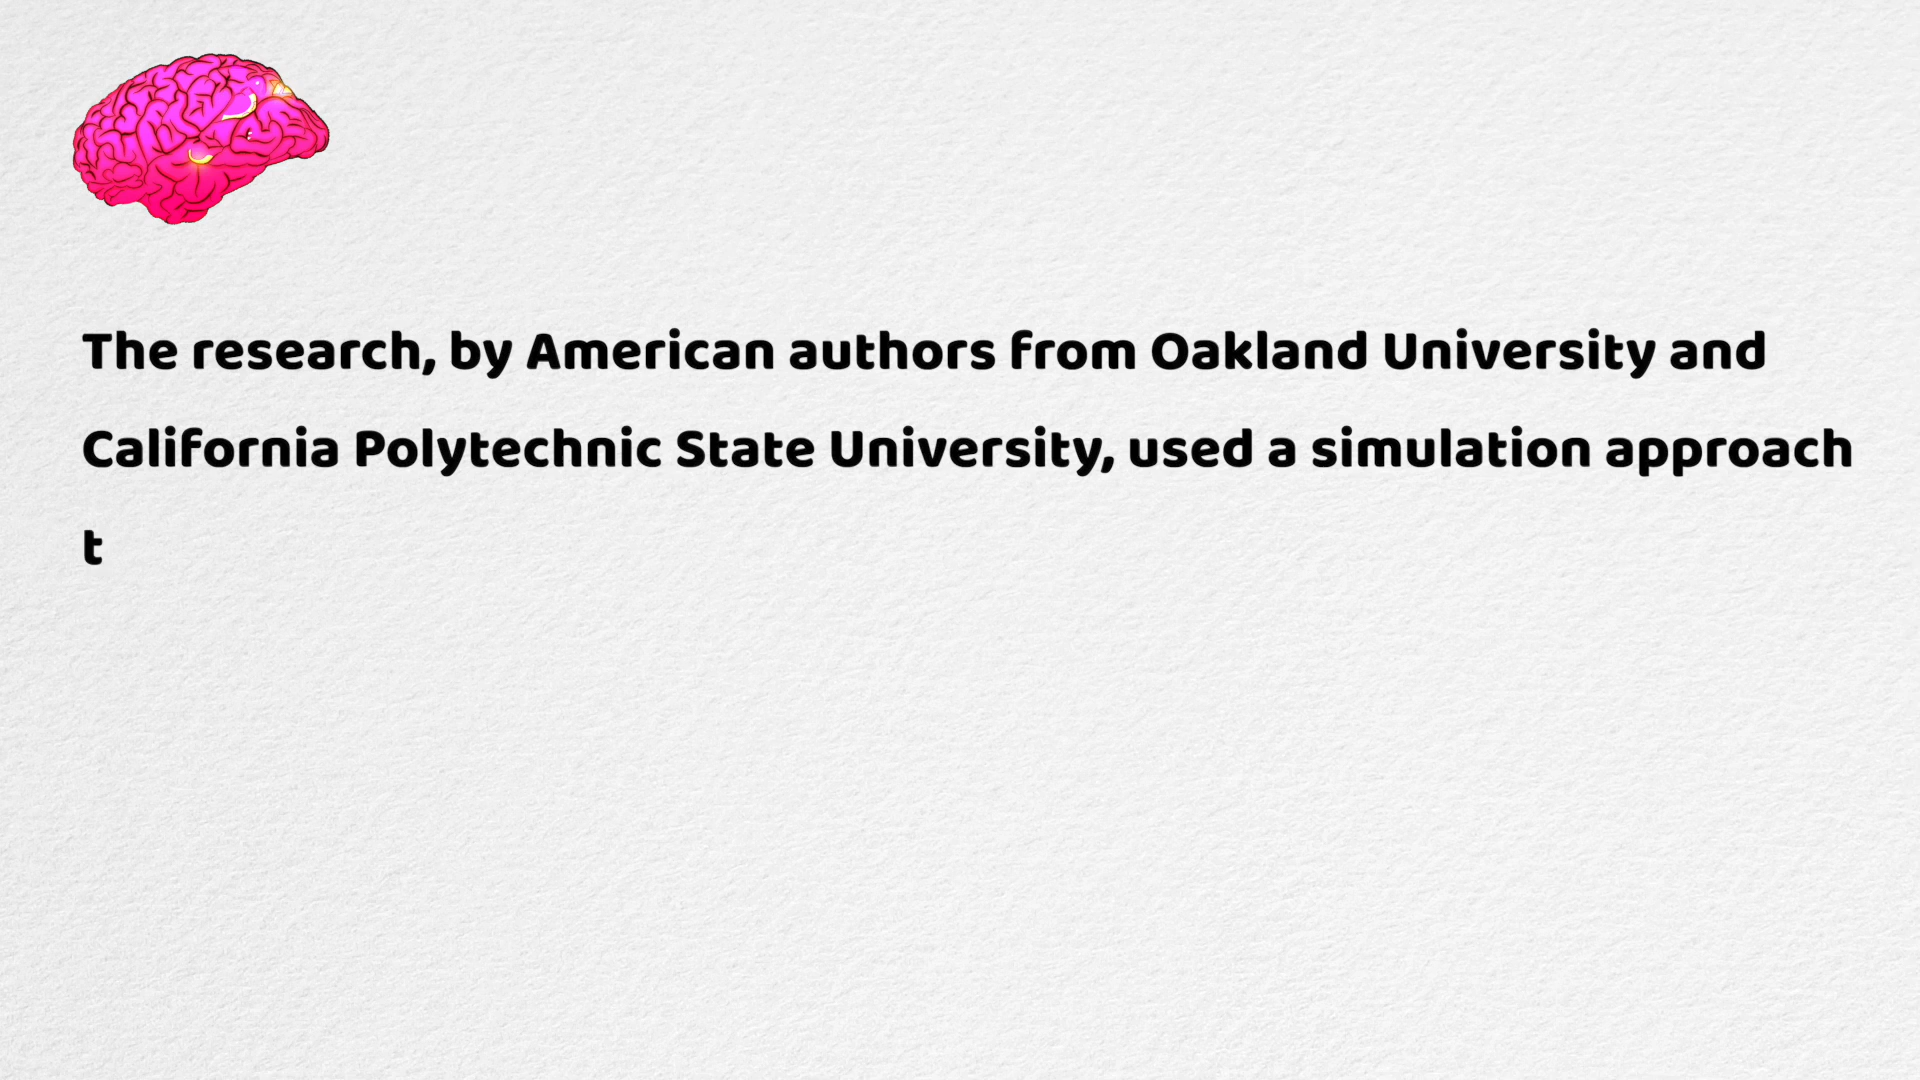 The research, by American authors from Oakland University and
California Polytechnic State University, used a simulation approach
t